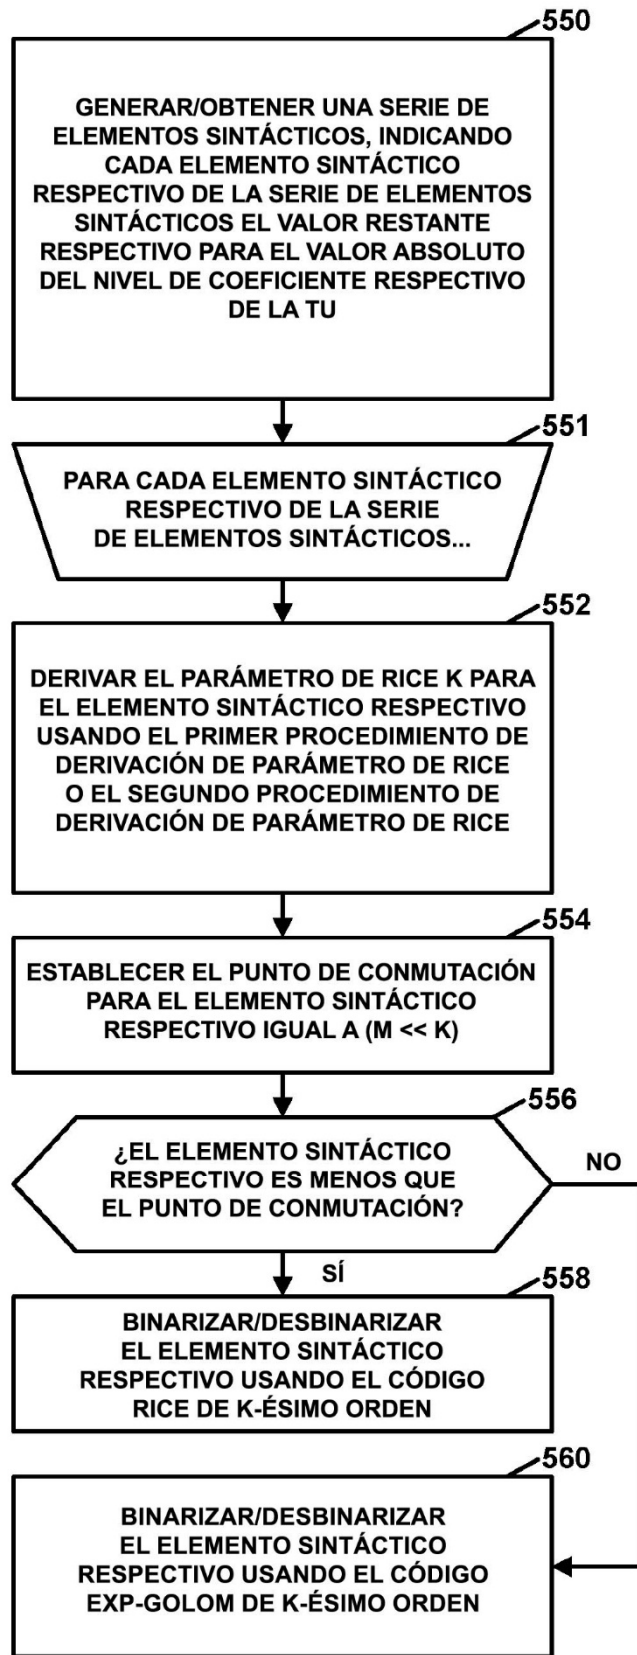 550
GENERAR/OBTENER UNA SERIE DE
ELEMENTOS SINTÁCTICOS, INDICANDO
CADA ELEMENTO SINTÁCTICO
RESPECTIVO DE LA SERIE DE ELEMENTOS
SINTÁCTICOS EL VALOR RESTANTE
RESPECTIVO PARA EL VALOR ABSOLUTO
DEL NIVEL DE COEFICIENTE RESPECTIVO
DE LA TU
551
PARA CADA ELEMENTO SINTÁCTICO
RESPECTIVO DE LA SERIE
DE ELEMENTOS SINTÁCTICOS...
552
DERIVAR EL PARÁMETRO DE RICE K PARA
EL ELEMENTO SINTÁCTICO RESPECTIVO
USANDO EL PRIMER PROCEDIMIENTO DE
DERIVACIÓN DE PARÁMETRO DE RICE
O EL SEGUNDO PROCEDIMIENTO DE
DERIVACIÓN DE PARÁMETRO DE RICE
554
ESTABLECER EL PUNTO DE CONMUTACIÓN
PARA EL ELEMENTO SINTÁCTICO
RESPECTIVO IGUAL A (M << K)
556
¿EL ELEMENTO SINTÁCTICO
RESPECTIVO ES MENOS QUE
EL PUNTO DE CONMUTACIÓN?
NO
SÍ
558
BINARIZAR/DESBINARIZAR
EL ELEMENTO SINTÁCTICO
RESPECTIVO USANDO EL CÓDIGO
RICE DE K-ÉSIMO ORDEN
560
BINARIZAR/DESBINARIZAR
EL ELEMENTO SINTÁCTICO
RESPECTIVO USANDO EL CÓDIGO
EXP-GOLOM DE K-ÉSIMO ORDEN